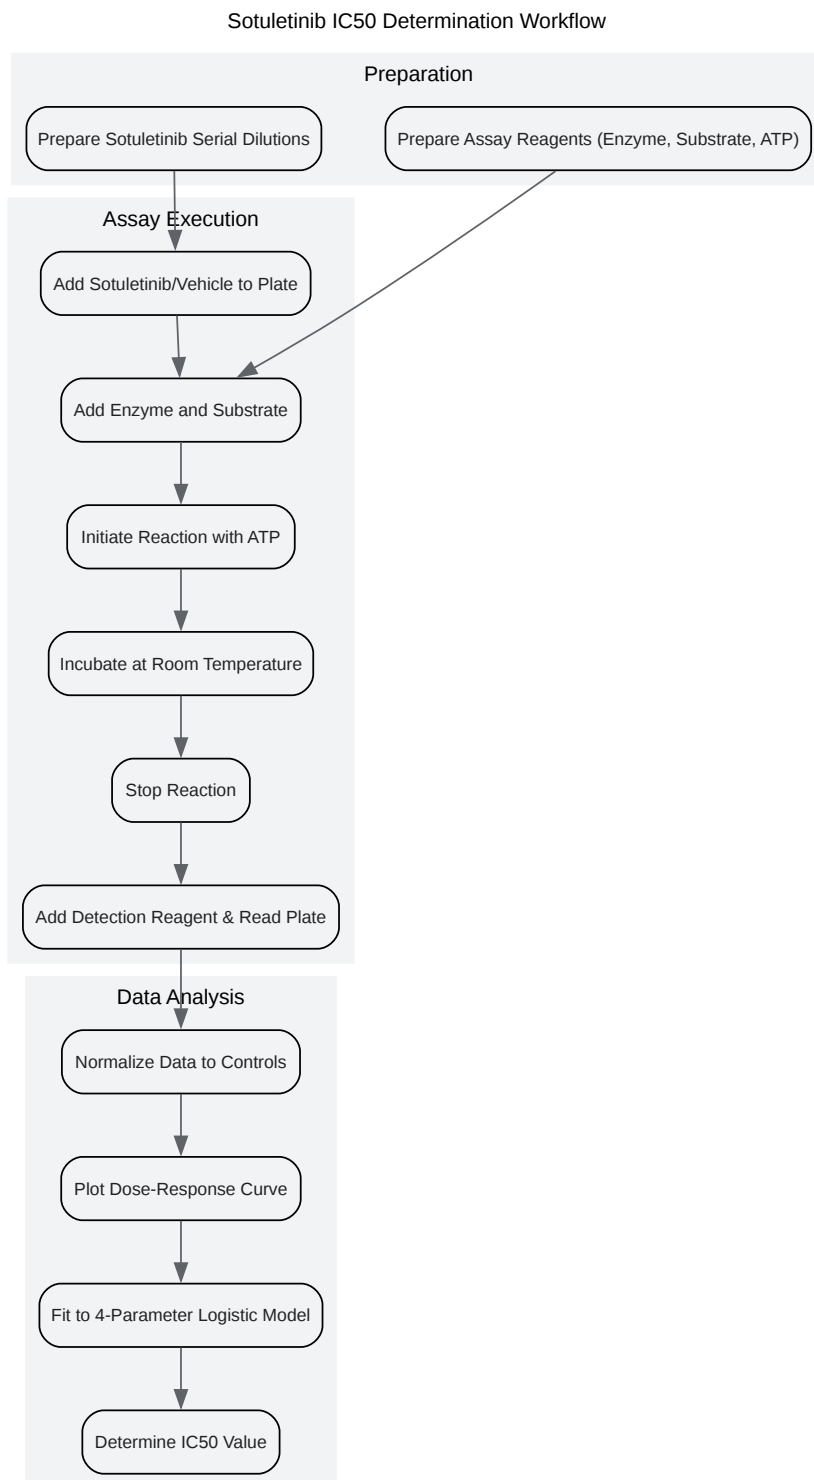 Sotuletinib IC50 Determination Workflow
Preparation
Prepare Sotuletinib Serial Dilutions
Prepare Assay Reagents (Enzyme, Substrate, ATP)
Assay Execution
Add Sotuletinib/Vehicle to Plate
Add Enzyme and Substrate
Initiate Reaction with ATP
Incubate at Room Temperature
Stop Reaction
Add Detection Reagent & Read Plate
Data Analysis
Normalize Data to Controls
Plot Dose-Response Curve
Fit to 4-Parameter Logistic Model
Determine IC50 Value